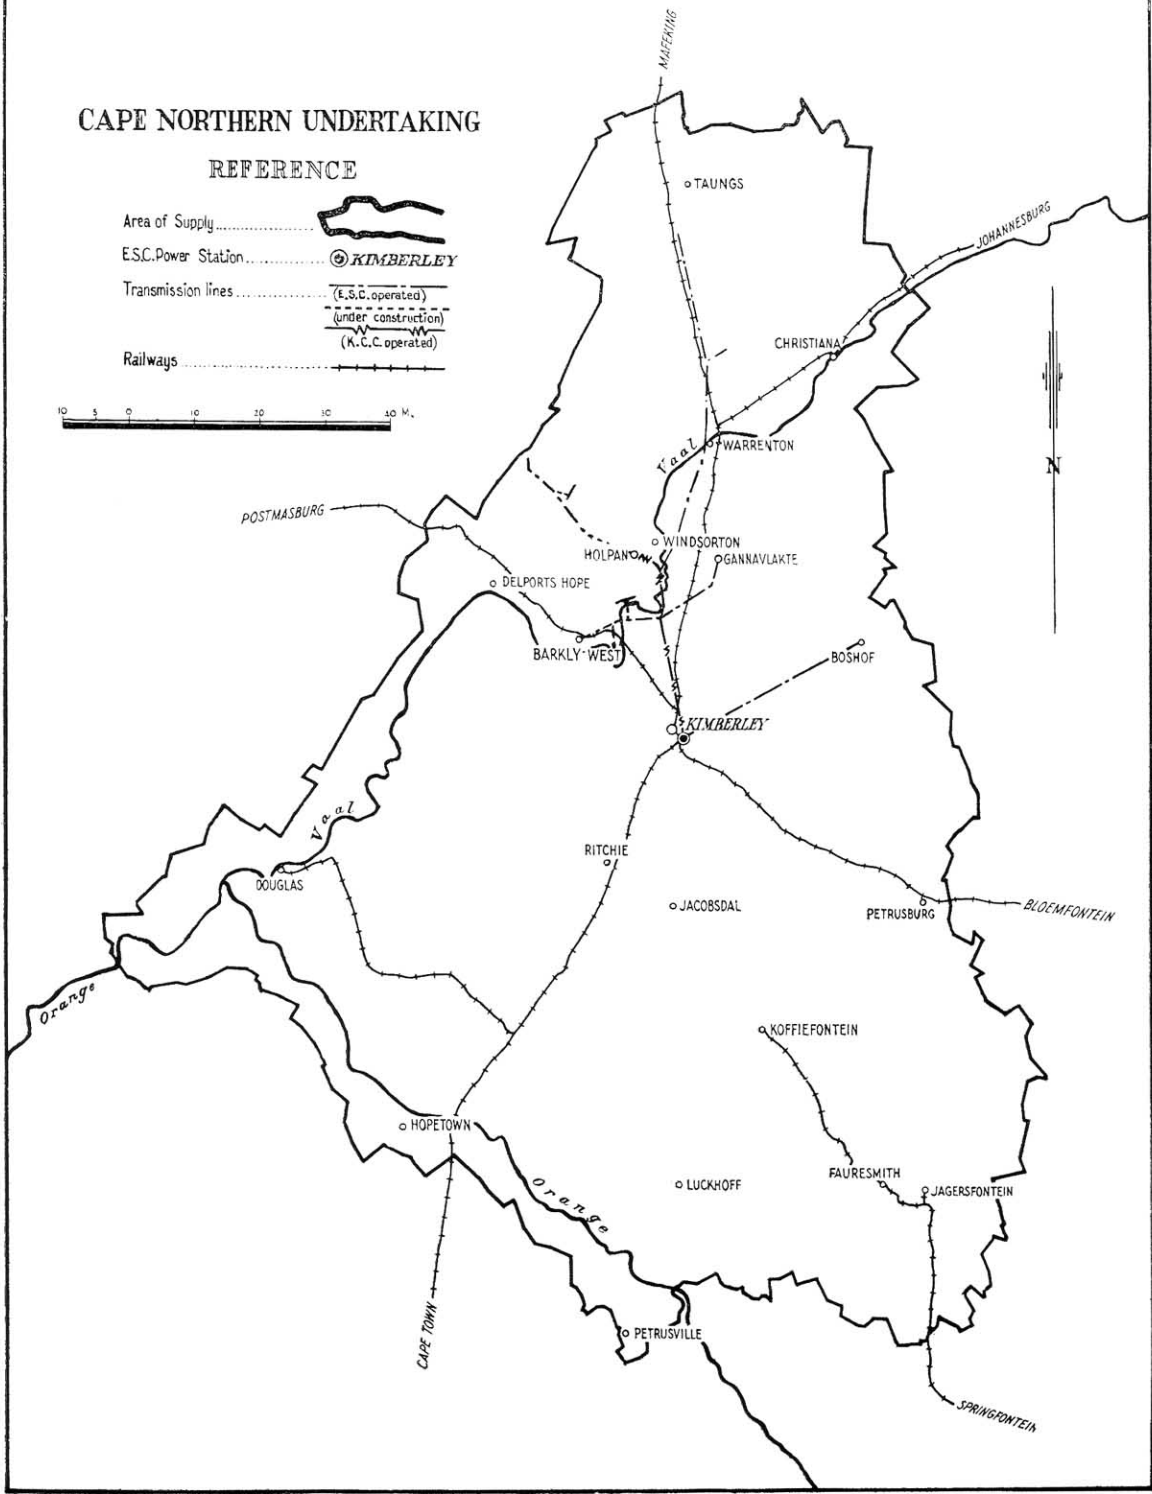 MAFEKING
CAPE NORTHERN UNDERTAKING
REFERENCE
Area of Supply
E.S.C. Power Station
KIMBERLEY
Transmission lines
(E.S.C. operated)
(under construction)
(K.C.C. operated)
Railways
10 5 0 10 20 30 40 M.
TAUNGS
JOHANNESBURG
CHRISTIANA
Vaal
WARRENTON
N
POSTMASBURG
WINDSORTON
HOLPAN
GANNAVLAKTE
DELPORTS HOPE
BARKLY-WEST
BOSHOF
KIMBERLEY
Vaal
RITCHIE
DOUGLAS
JACOBSDAL
PETRUSBURG
BLOEMFONTEIN
Orange
KOFFIEFONTEIN
HOPETOWN
FAURESMITH
LUCKHOFF
JAGERSFONTEIN
Orange
CAPE TOWN
PETRUSVILLE
SPRINGFONTEIN